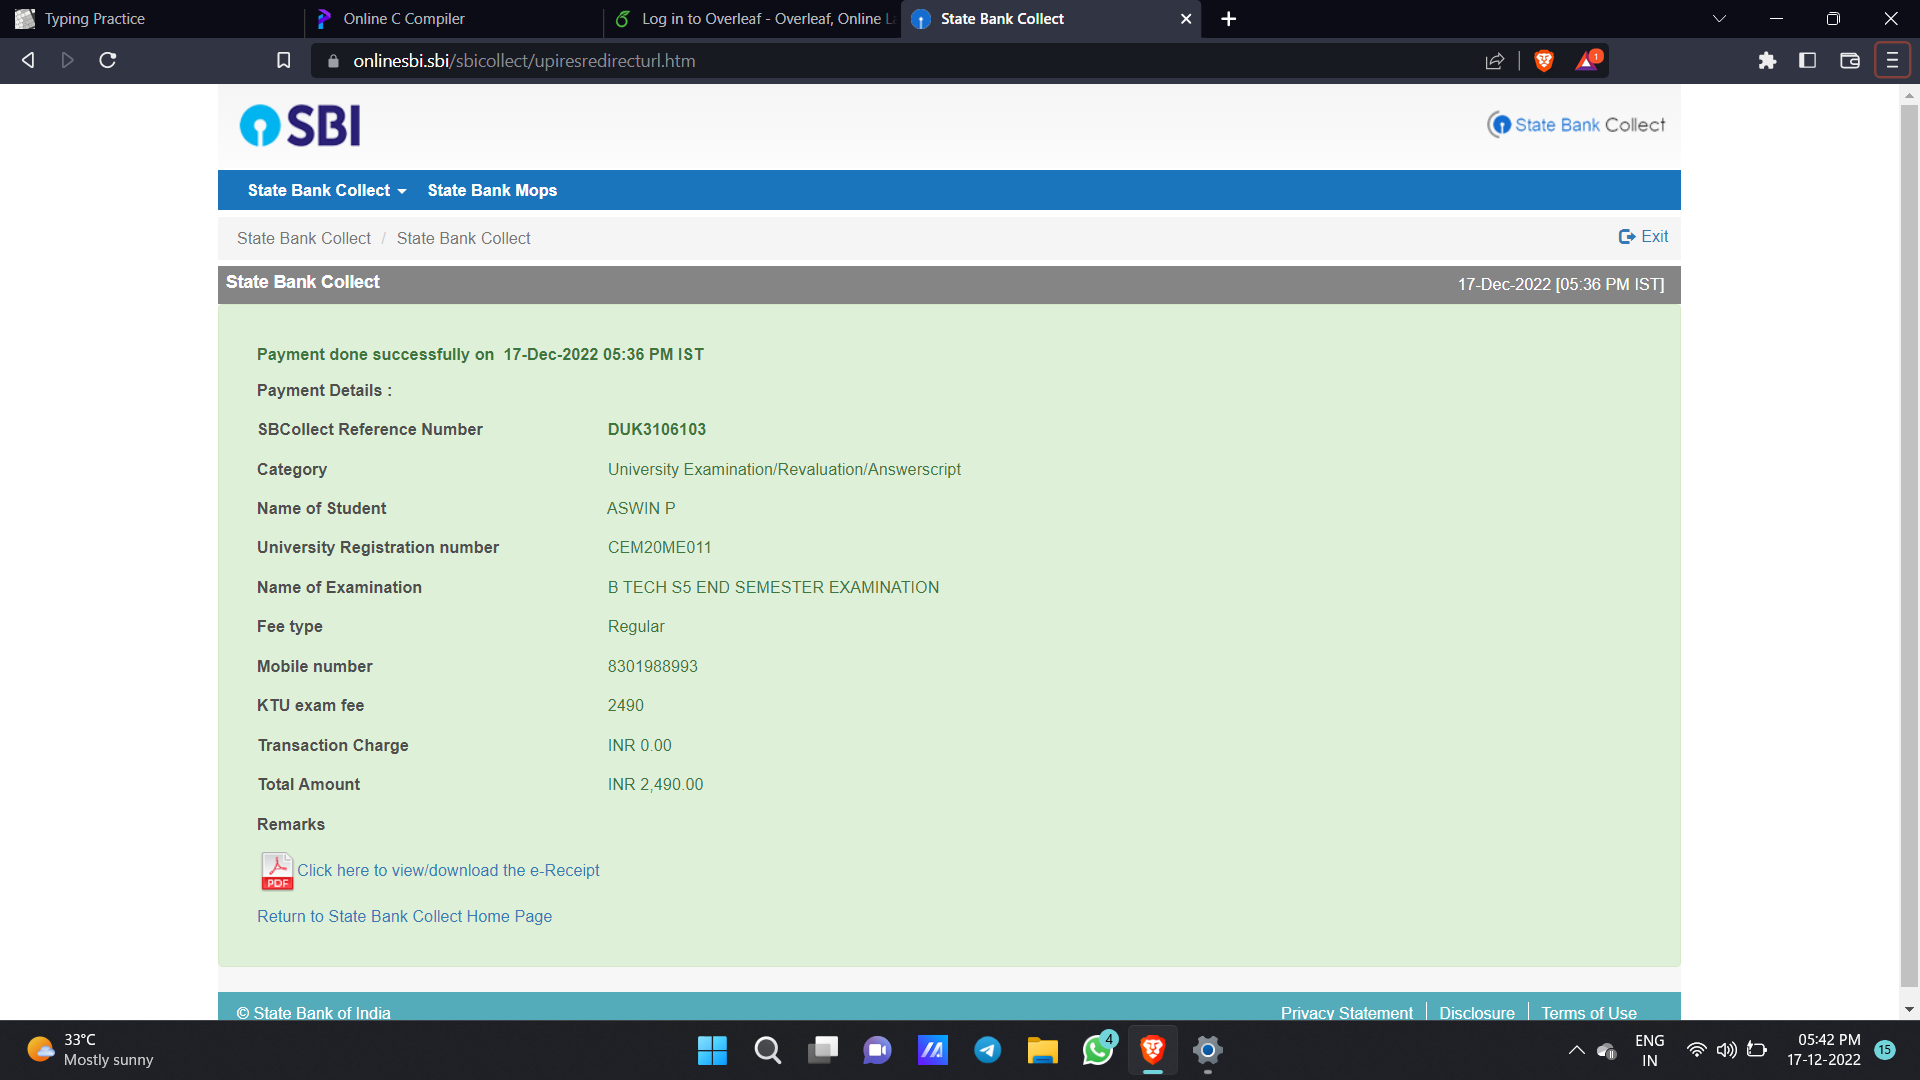 Typing Practice
Online C Compiler
Log in to Overleaf - Overleaf, Online La
State Bank Collect
onlinesbi.sbi/sbicollect/upiresredirecturl.htm
1
SBI
State Bank Collect
State Bank Collect State Bank Mops
State Bank Collect / State Bank Collect
Exit
State Bank Collect
17-Dec-2022 [05:36 PM IST]
Payment done successfully on 17-Dec-2022 05:36 PM IST
Payment Details :
SBCollect Reference Number DUK3106103
Category University Examination/Revaluation/Answerscript
Name of Student ASWIN P
University Registration number CEM20ME011
Name of Examination B TECH S5 END SEMESTER EXAMINATION
Fee type Regular
Mobile number 8301988993
KTU exam fee 2490
Transaction Charge INR 0.00
Total Amount INR 2,490.00
Remarks
PDF
Click here to view/download the e-Receipt
Return to State Bank Collect Home Page
© State Bank of India
Privacy Statement Disclosure Terms of Use
33°C
Mostly sunny
4
ENG
IN
05:42 PM
17-12-2022
15